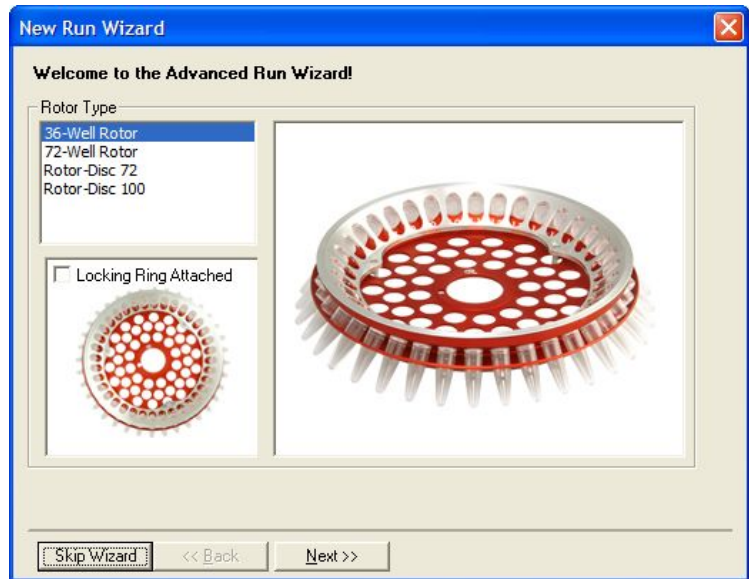 New Run Wizard
Welcome to the Advanced Run Wizard!
Rotor Type
36-Well Rotor
72-Well Rotor
Rotor-Disc 72
Rotor-Disc 100
Locking Ring Attached
Skip Wizard
<< Back
Next >>